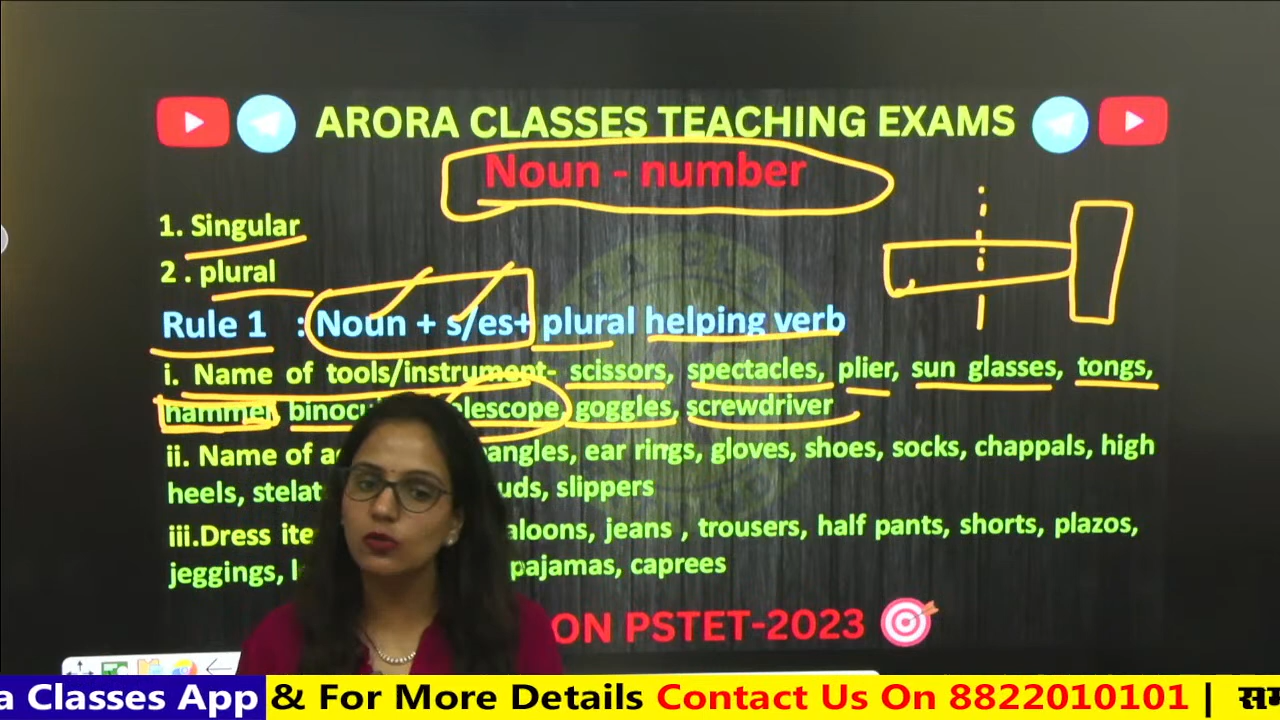 ARORA CLASSES TEACHING EXAMS
Noun - number
1. Singular
2 . plural
Rule 1 : Noun + s/es+ plural helping verb
i. Name of tools/instrument- scissors, spectacles, plier, sun glasses, tongs,
hammer goggles, screwdriver
ii. Name of ear rings, gloves, shoes, socks, chappals, high
heels, slippers
iii.Dress jeans , trousers, half pants, shorts, plazos,
jeggings, pajamas, caprees
ON PSTET-2023
a Classes App & For More Details Contact Us On 8822010101 |